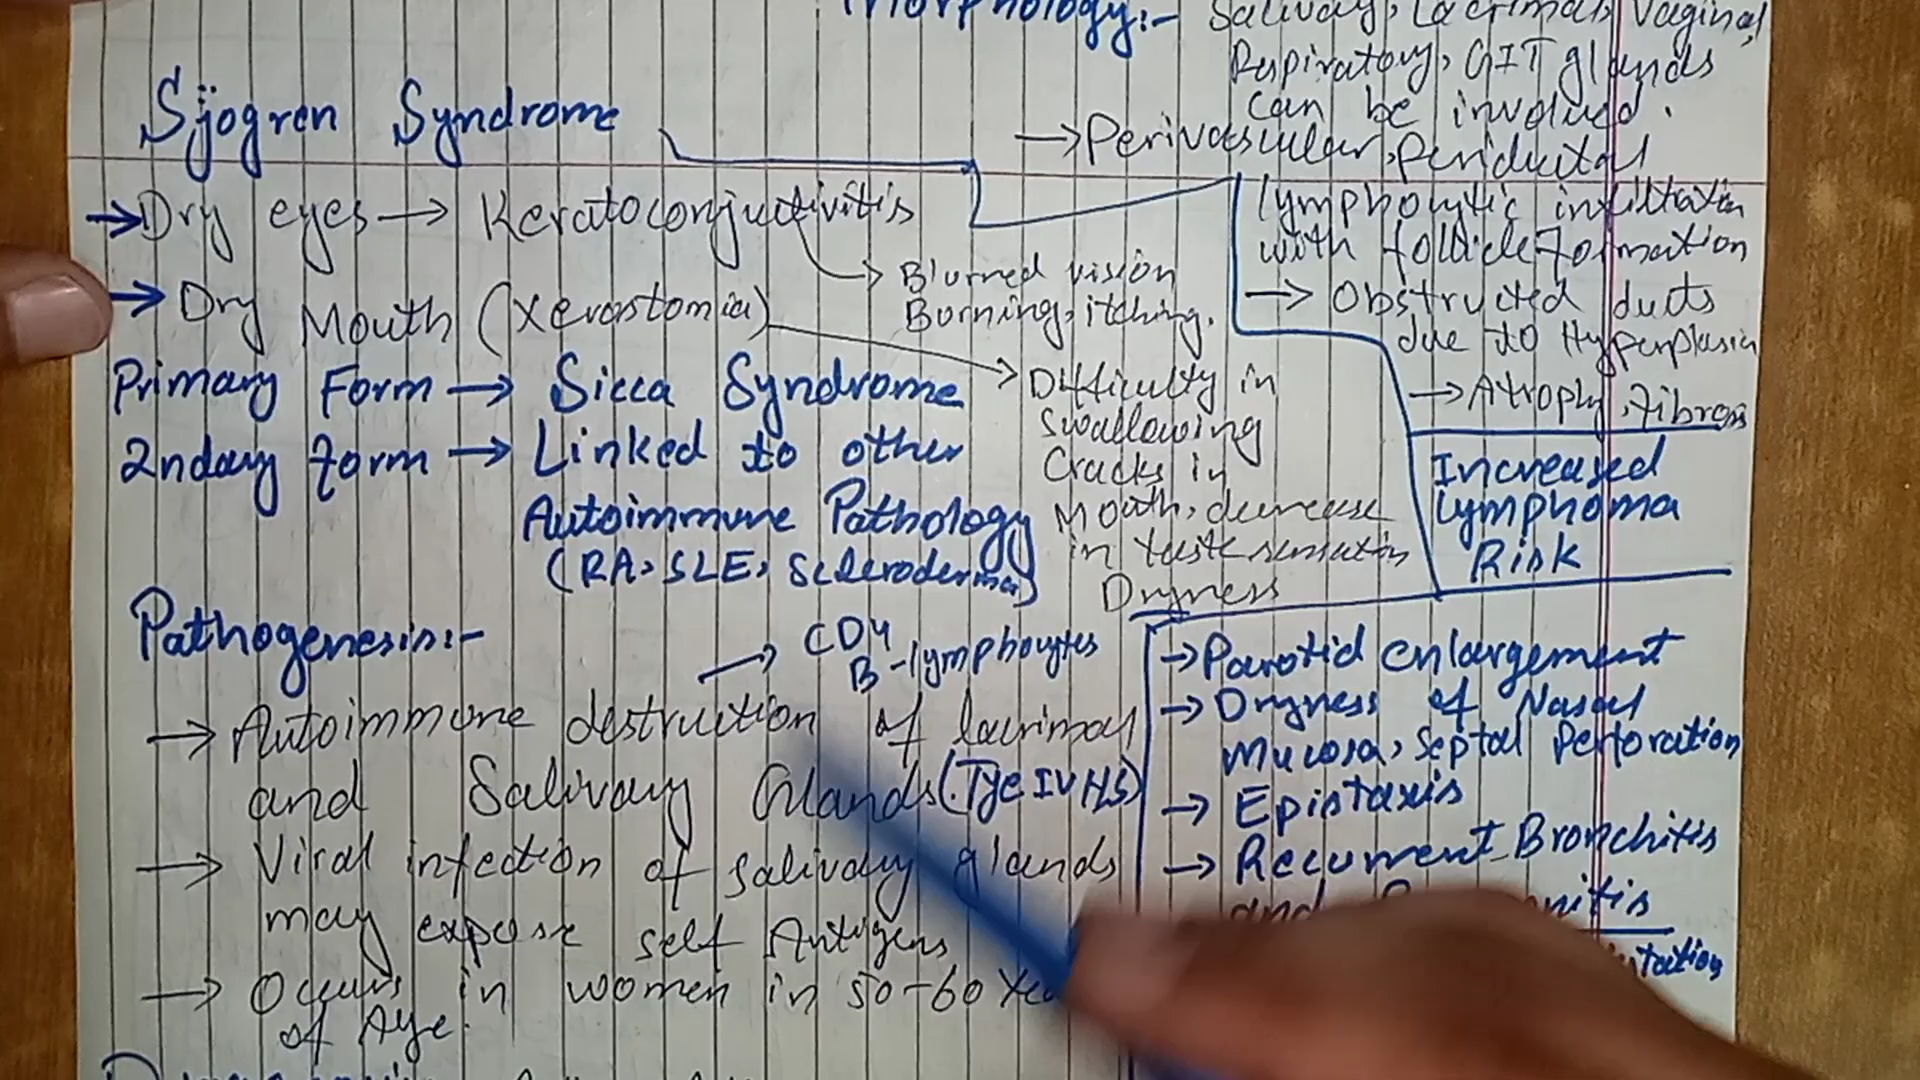 Morphology:- Salivary, Lacrimal, Vaginal,
Respiratory, GIT glands
can be involved.
→ Perivascular, periductal
lymphocytic infiltration
with follicle formation
→ Obstructed ducts
due to Hyperplasia
→ Atrophy, Fibrosis
Increased
Lymphoma
Risk
Sjögren Syndrome
→ Dry eyes → Keratoconjuctivitis
→ Blurred vision
Burning, itching.
→ Dry Mouth (Xerostomia)
→ Difficulty in
swallowing
Cracks in
Mouth, decrease
in taste sensation
Dryness
Primary Form → Sicca Syndrome
2nday form → Linked to other
Autoimmune Pathology
(RA, SLE, Scleroderma)
Pathogenesis:-
→ CD4
B-lymphocytes
→ Autoimmune destruction of lacrimal
and Salivary Glands (Type IV HS)
→ Viral infection of salivary glands
may expose self Antigens
→ Occurs in women in 50-60
of Age.
→ Parotid enlargement
→ Dryness of Nasal
Mucosa, Septal Perforation
→ Epistaxis
→ Recurrent Bronchitis
and